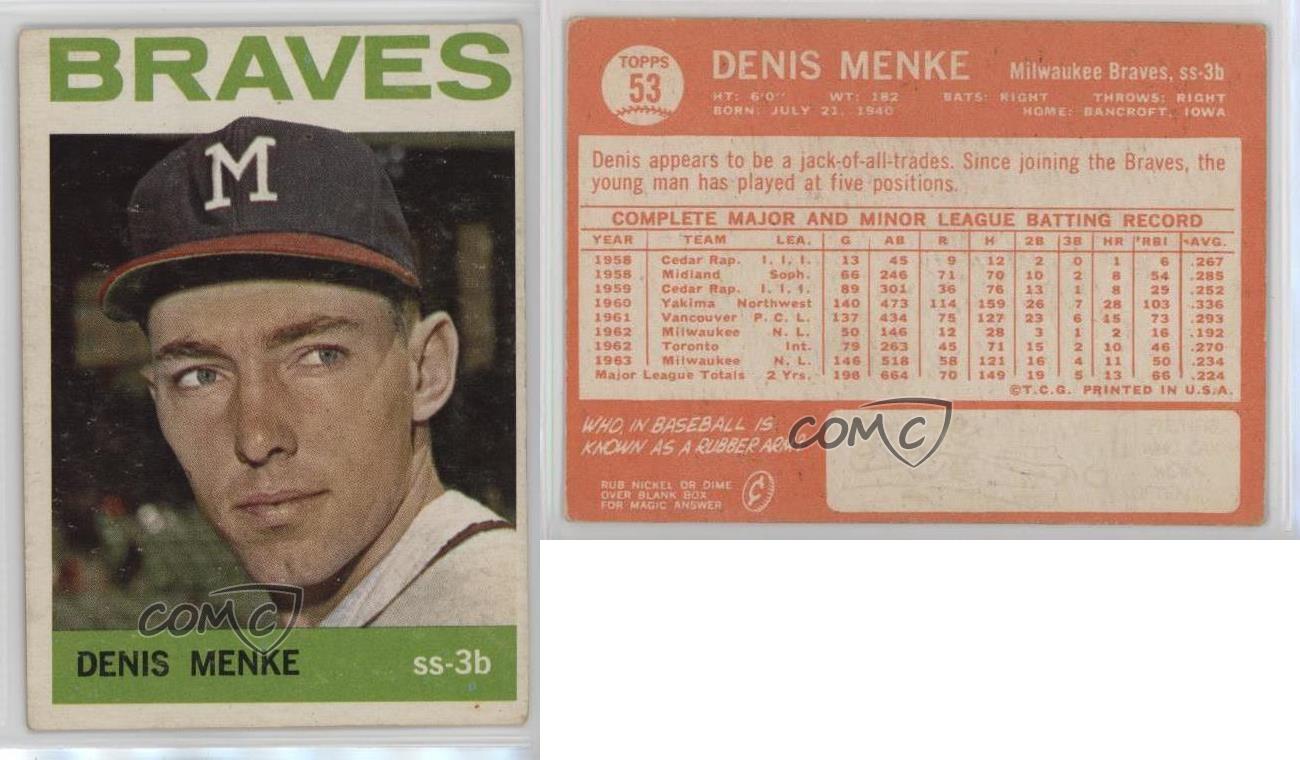 BRAVES
M
COMC
DENIS MENKE ss-3b
TOPPS
53
DENIS MENKE Milwaukee Braves, ss-3b
HT: 6'0" WT: 182 BATS: RIGHT THROWS: RIGHT
BORN: JULY 21, 1940 HOME: BANCROFT, IOWA
Denis appears to be a jack-of-all-trades. Since joining the Braves, the
young man has played at five positions.
COMPLETE MAJOR AND MINOR LEAGUE BATTING RECORD
YEAR TEAM LEA. G AB R H 2B 3B HR RBI AVG.
1958 Cedar Rap. I. I. I. 13 45 9 12 2 0 1 6 .267
1958 Midland Soph. 66 246 71 70 10 2 8 54 .285
1959 Cedar Rap. I. I. I. 89 301 36 76 13 1 8 29 .252
1960 Yakima Northwest 140 473 114 159 26 7 28 103 .336
1961 Vancouver P. C. L. 137 434 75 127 23 6 15 73 .293
1962 Milwaukee N. L. 50 146 12 28 3 1 2 16 .192
1962 Toronto Int. 79 263 45 71 15 2 10 46 .270
1963 Milwaukee N. L. 146 518 58 121 16 4 11 50 .234
Major League Totals 2 Yrs. 196 664 70 149 19 5 13 66 .224
©T.C.G. PRINTED IN U.S.A.
WHO, IN BASEBALL IS
KNOWN AS A RUBBER ARM
COMC
RUB NICKEL OR DIME
OVER BLANK BOX
FOR MAGIC ANSWER